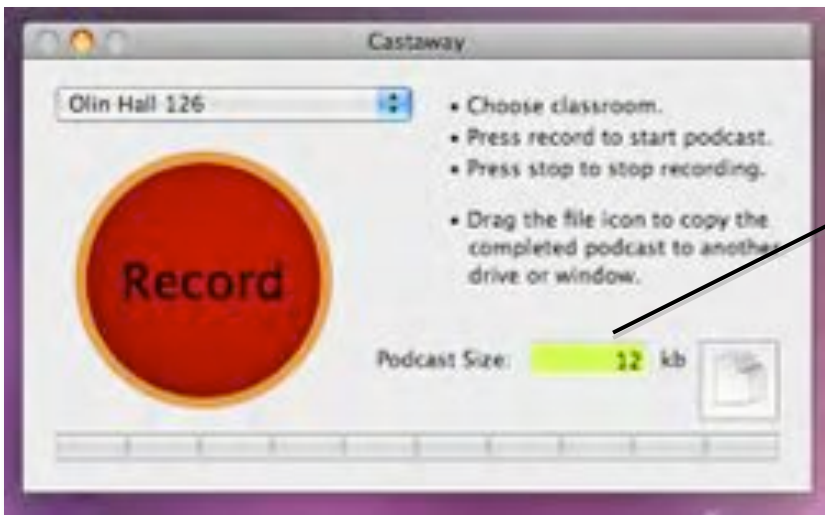 Castaway
Olin Hall 126
• Choose classroom.
• Press record to start podcast.
• Press stop to stop recording.
• Drag the file icon to copy the
completed podcast to another
drive or window.
Record
Podcast Size: 12 kb